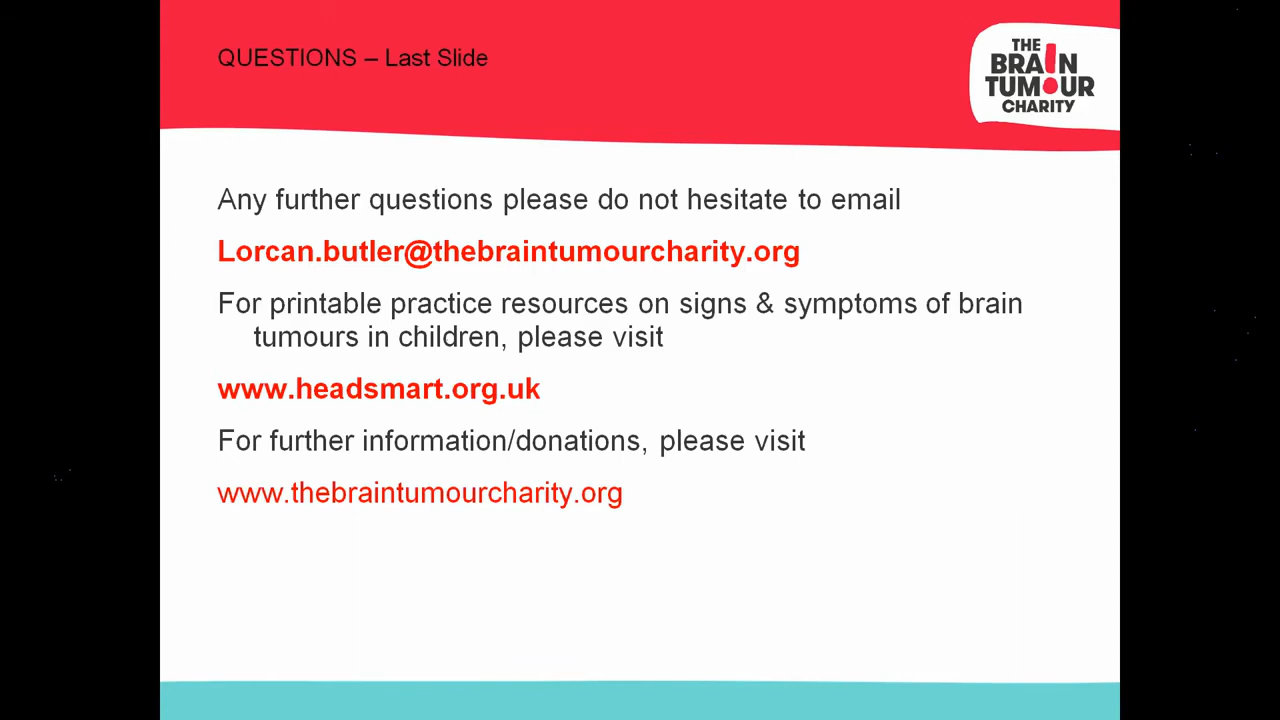 QUESTIONS – Last Slide
THE
BRAIN
TUMOUR
CHARITY
Any further questions please do not hesitate to email
Lorcan.butler@thebraintumourcharity.org
For printable practice resources on signs & symptoms of brain
tumours in children, please visit
www.headsmart.org.uk
For further information/donations, please visit
www.thebraintumourcharity.org